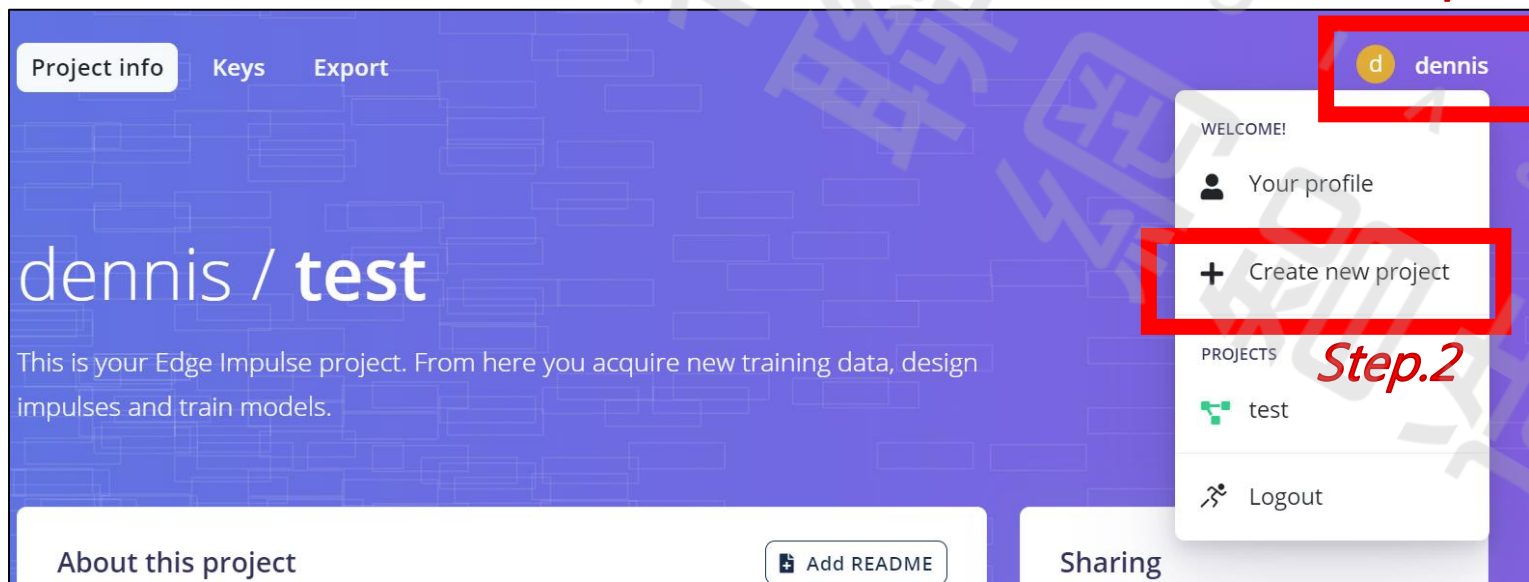 Project info Keys Export
d dennis
WELCOME!
Your profile
Create new project
dennis / test
This is your Edge Impulse project. From here you acquire new training data, design
impulses and train models.
PROJECTS
Step.2
test
Logout
About this project
Add README
Sharing